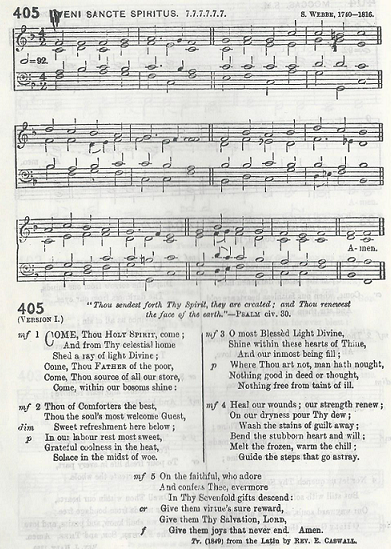 405 VENI SANCTE SPIRITUS. 7.7.7.7.7.7. S. WEBBE, 1740—1816.
=92.
A- men.
405
(VERSION I.)
"Thou sendest forth Thy Spirit, they are created; and Thou renewest
the face of the earth."—PSALM civ. 30.
mf 1 COME, Thou HOLY SPIRIT, come;
And from Thy celestial home
Shed a ray of light Divine;
Come, Thou FATHER of the poor,
Come, Thou source of all our store,
Come, within our bosoms shine:
mf 2 Thou of Comforters the best,
Thou the soul's most welcome Guest,
dim Sweet refreshment here below;
p In our labour rest most sweet,
Grateful coolness in the heat,
Solace in the midst of woe.
mf 3 O most Blessèd Light Divine,
Shine within these hearts of Thine,
And our inmost being fill;
p Where Thou art not, man hath nought,
Nothing good in deed or thought,
Nothing free from taint of ill.
mf 4 Heal our wounds; our strength renew;
On our dryness pour Thy dew;
Wash the stains of guilt away;
Bend the stubborn heart and will;
Melt the frozen, warm the chill;
Guide the steps that go astray.
mf 5 On the faithful, who adore
And confess Thee, evermore
In Thy Sevenfold gifts descend:
cr Give them virtue's sure reward,
Give them Thy Salvation, LORD,
f Give them joys that never end. Amen.
Tr. (1849) from the Latin by REV. E. CASWALL.